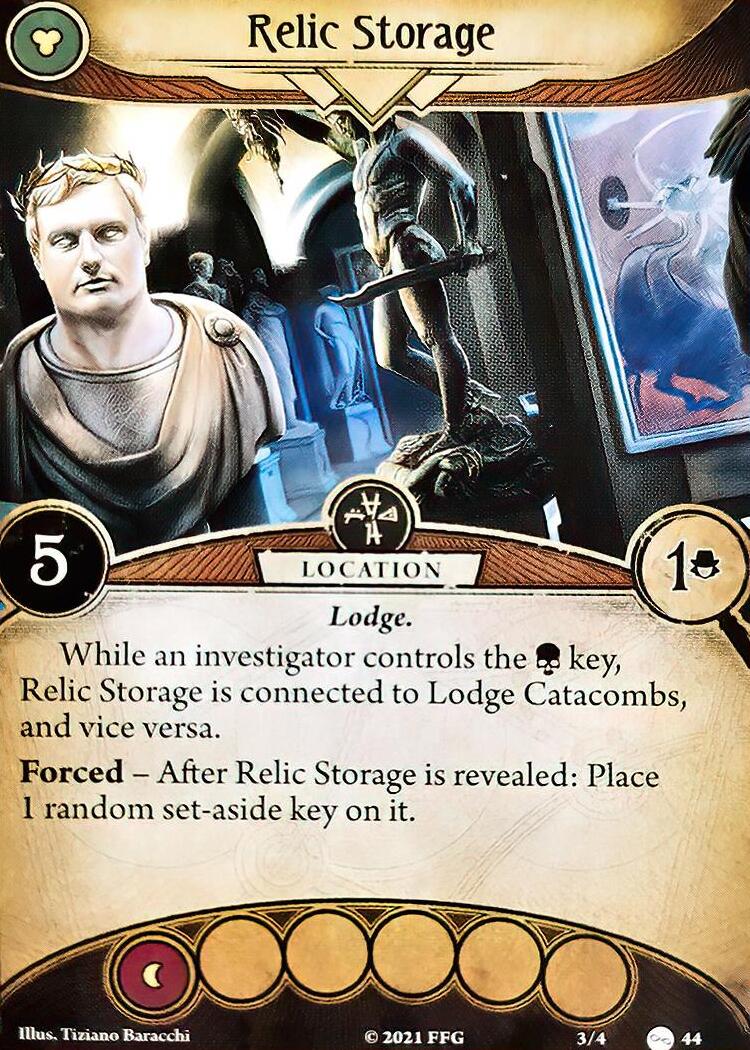 Relic Storage
5
LOCATION
1
Lodge.
While an investigator controls the key,
Relic Storage is connected to Lodge Catacombs,
and vice versa.
Forced – After Relic Storage is revealed: Place
1 random set-aside key on it.
Illus. Tiziano Baracchi
© 2021 FFG
3/4
44